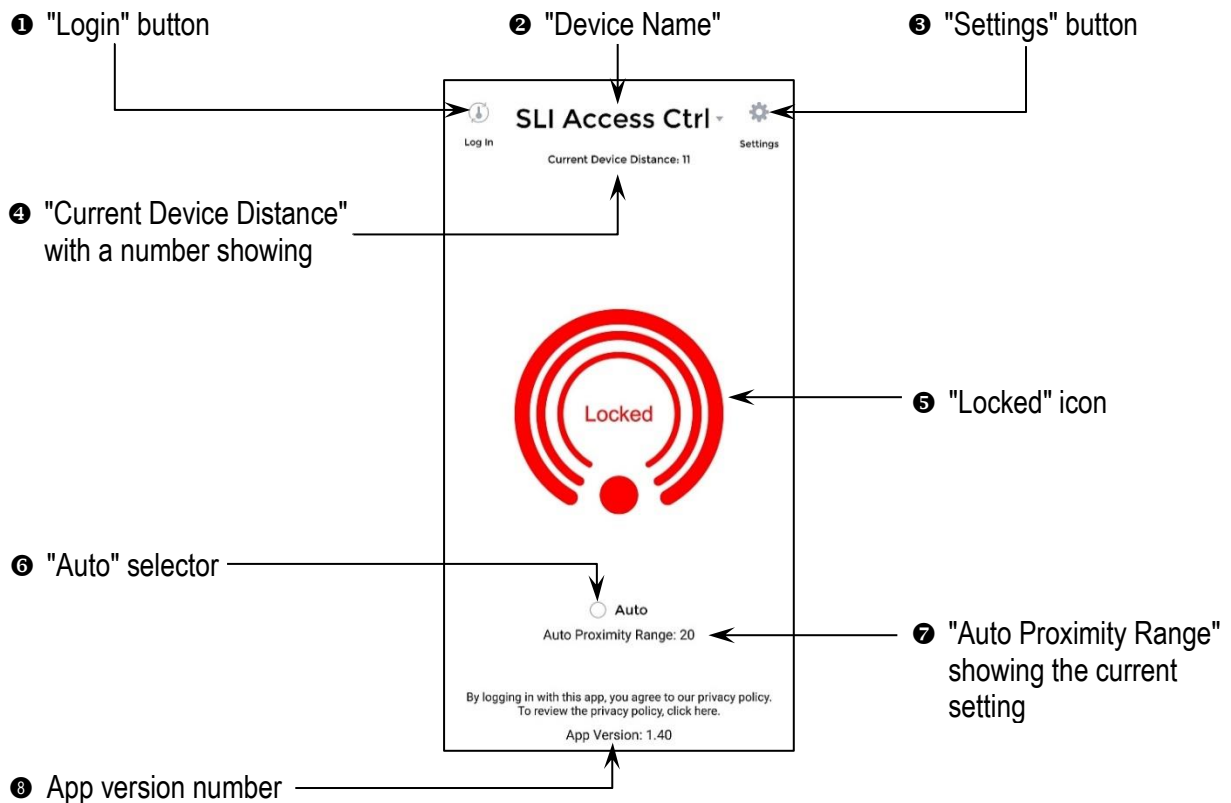 ❶ "Login" button
❷ "Device Name"
❸ "Settings" button
SLI Access Ctrl
Log In
Settings
Current Device Distance: 11
❹ "Current Device Distance"
with a number showing
Locked
❺ "Locked" icon
❻ "Auto" selector
Auto
Auto Proximity Range: 20
❼ "Auto Proximity Range"
showing the current
setting
By logging in with this app, you agree to our privacy policy.
To review the privacy policy, click here.
App Version: 1.40
❽ App version number